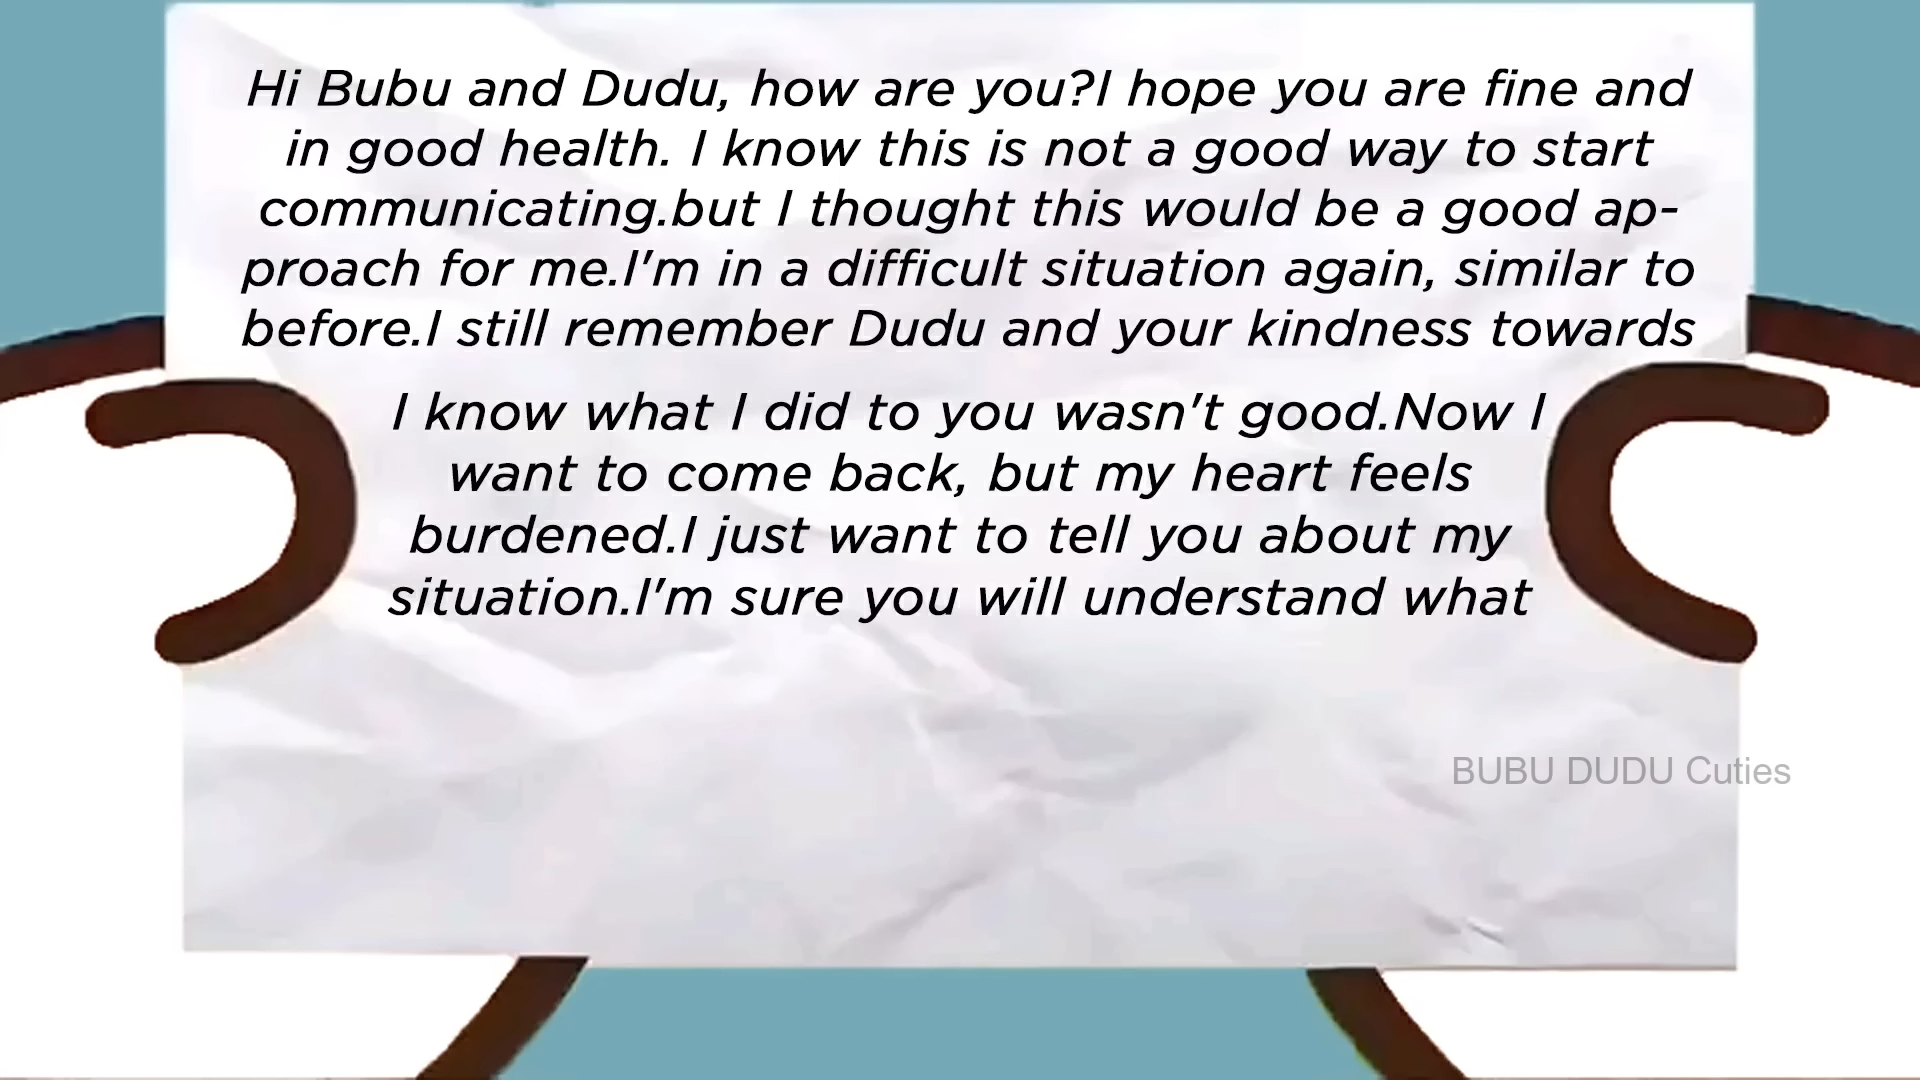 Hi Bubu and Dudu, how are you?I hope you are fine and
in good health. I know this is not a good way to start
communicating.but I thought this would be a good ap-
proach for me.I'm in a difficult situation again, similar to
before.I still remember Dudu and your kindness towards
I know what I did to you wasn't good.Now I
want to come back, but my heart feels
burdened.I just want to tell you about my
situation.I'm sure you will understand what
BUBU DUDU Cuties